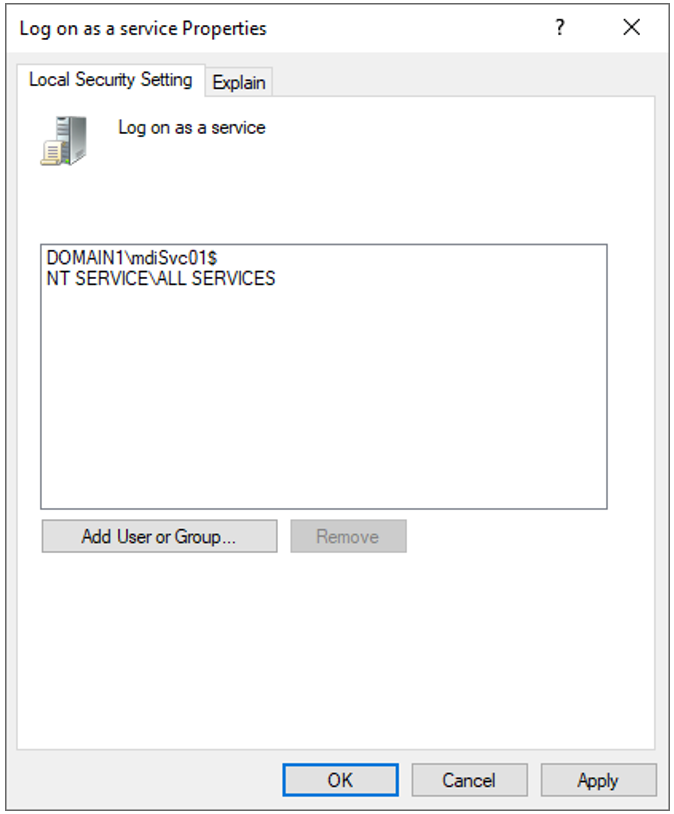 Log on as a service Properties
?
Local Security Setting
Explain
Log on as a service
DOMAIN1\mdiSvc01$
NT SERVICE\ALL SERVICES
Add User or Group...
Remove
OK
Cancel
Apply